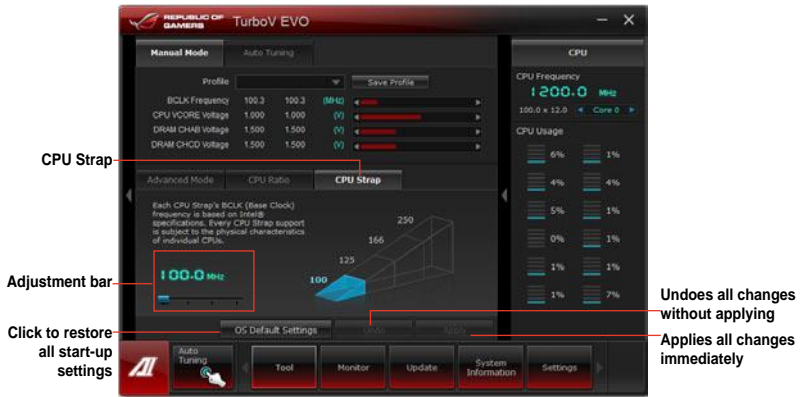 REPUBLIC OF
GAMERS
TurboV EVO
Manual Mode
Auto Tuning
CPU
Profile
Save Profile
BCLK Frequency 100.3 100.3 (MHz)
CPU VCORE Voltage 1.000 1.000 (V)
DRAM CHAB Voltage 1.500 1.500 (V)
DRAM CHCD Voltage 1.500 1.500 (V)
CPU Frequency
1200.0 MHz
100.0 x 12.0 Core 0
CPU Usage
6% 1%
4% 4%
5% 1%
0% 1%
1% 1%
1% 7%
CPU Strap
Advanced Mode
CPU Ratio
CPU Strap
Each CPU Strap's BCLK (Base Clock)
frequency is based on Intel®
specifications. Every CPU Strap support
is subject to the physical characteristics
of individual CPUs.
250
166
125
100
Adjustment bar
100.0 MHz
Undoes all changes
without applying
Click to restore
all start-up
settings
OS Default Settings
Undo
Apply
Applies all changes
immediately
AI
Auto
Tuning
Tool
Monitor
Update
System
Information
Settings